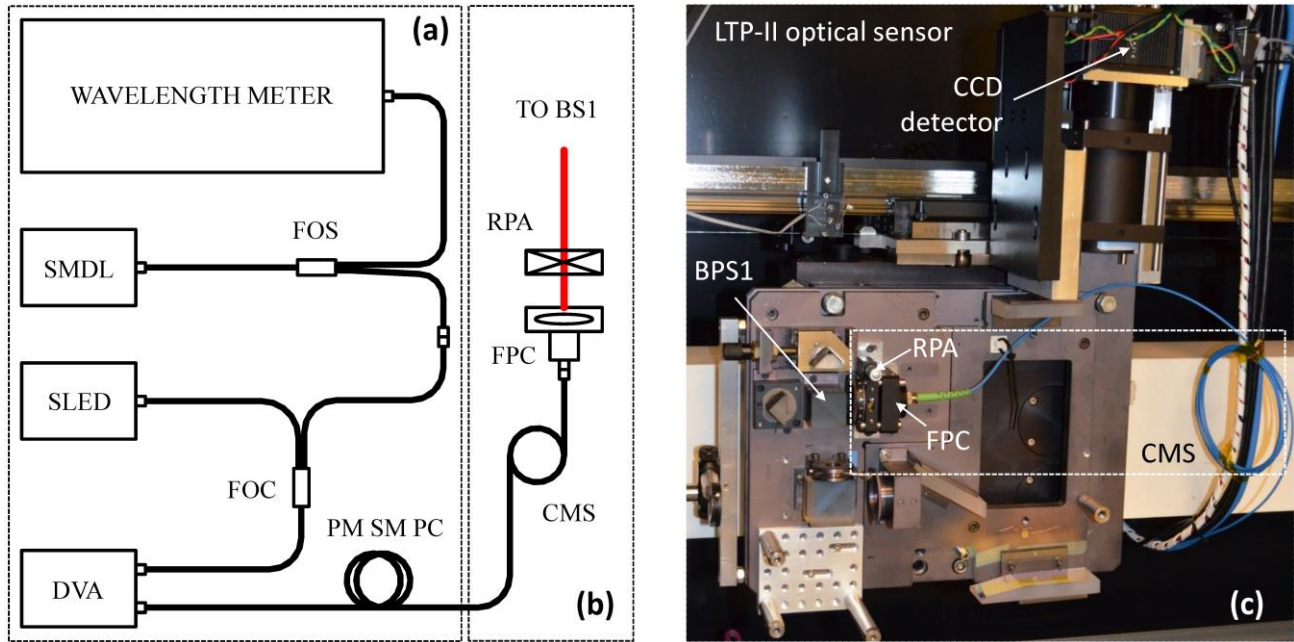 (a)
WAVELENGTH METER
FOS
SMDL
SLED
FOC
PM SM PC
DVA
TO BS1
RPA
FPC
CMS
(b)
LTP-II optical sensor
CCD
detector
BPS1
RPA
FPC
CMS
(c)